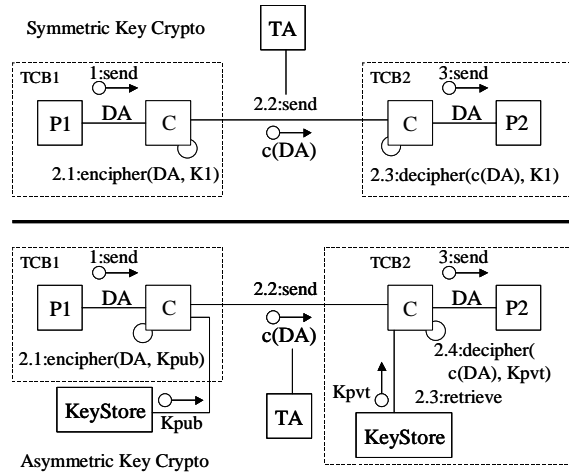 Symmetric Key Crypto
TA
TCB1
1:send
P1
DA
C
2.1:encipher(DA, K1)
2.2:send
c(DA)
TCB2
3:send
C
DA
P2
2.3:decipher(c(DA), K1)
TCB1
1:send
P1
DA
C
2.1:encipher(DA, Kpub)
KeyStore
Kpub
2.2:send
c(DA)
TA
TCB2
3:send
C
DA
P2
2.4:decipher(
c(DA), Kpvt)
Kpvt
2.3:retrieve
KeyStore
Asymmetric Key Crypto